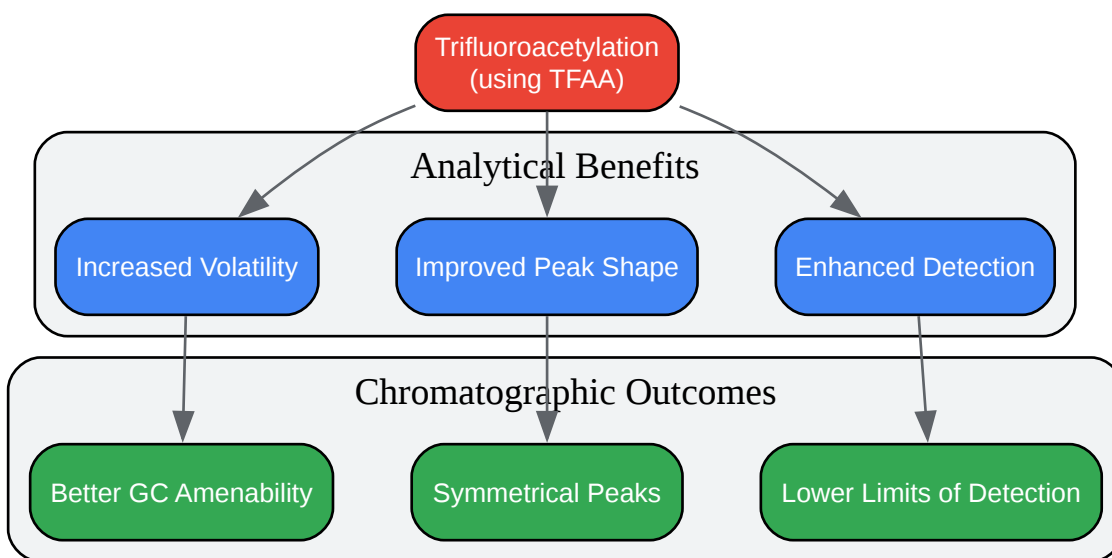 Trifluoroacetylation
(using TFAA)
Analytical Benefits
Increased Volatility
Improved Peak Shape
Enhanced Detection
Chromatographic Outcomes
Better GC Amenability
Symmetrical Peaks
Lower Limits of Detection